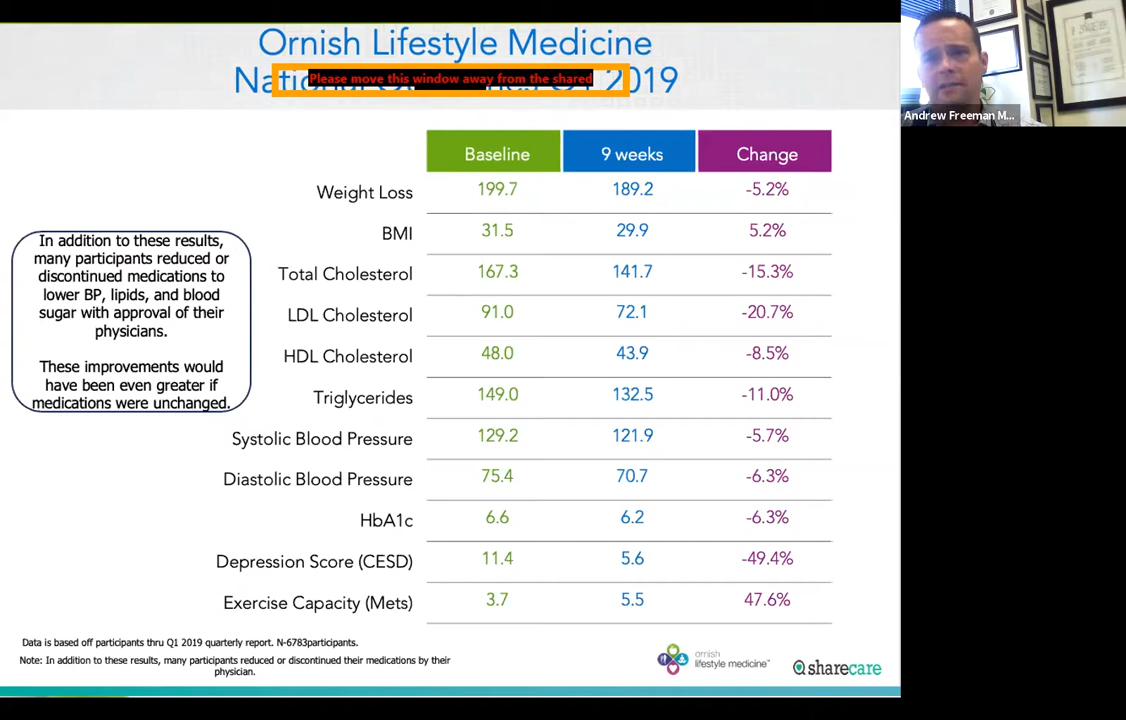 Ornish Lifestyle Medicine
Please move this window away from the shared
2019
Andrew Freeman M...
Baseline 9 weeks Change
Weight Loss 199.7 189.2 -5.2%
BMI 31.5 29.9 5.2%
Total Cholesterol 167.3 141.7 -15.3%
LDL Cholesterol 91.0 72.1 -20.7%
HDL Cholesterol 48.0 43.9 -8.5%
Triglycerides 149.0 132.5 -11.0%
Systolic Blood Pressure 129.2 121.9 -5.7%
Diastolic Blood Pressure 75.4 70.7 -6.3%
HbA1c 6.6 6.2 -6.3%
Depression Score (CESD) 11.4 5.6 -49.4%
Exercise Capacity (Mets) 3.7 5.5 47.6%
In addition to these results,
many participants reduced or
discontinued medications to
lower BP, lipids, and blood
sugar with approval of their
physicians.
These improvements would
have been even greater if
medications were unchanged.
Data is based off participants thru Q1 2019 quarterly report. N-6783participants.
Note: In addition to these results, many participants reduced or discontinued their medications by their
physician.
ornish
lifestyle medicine™
sharecare